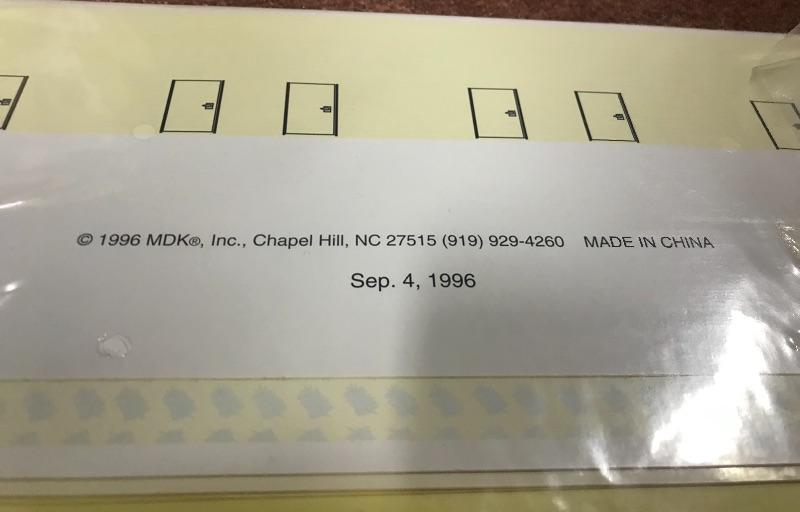 © 1996 MDK®, Inc., Chapel Hill, NC 27515 (919) 929-4260 MADE IN CHINA
Sep. 4, 1996